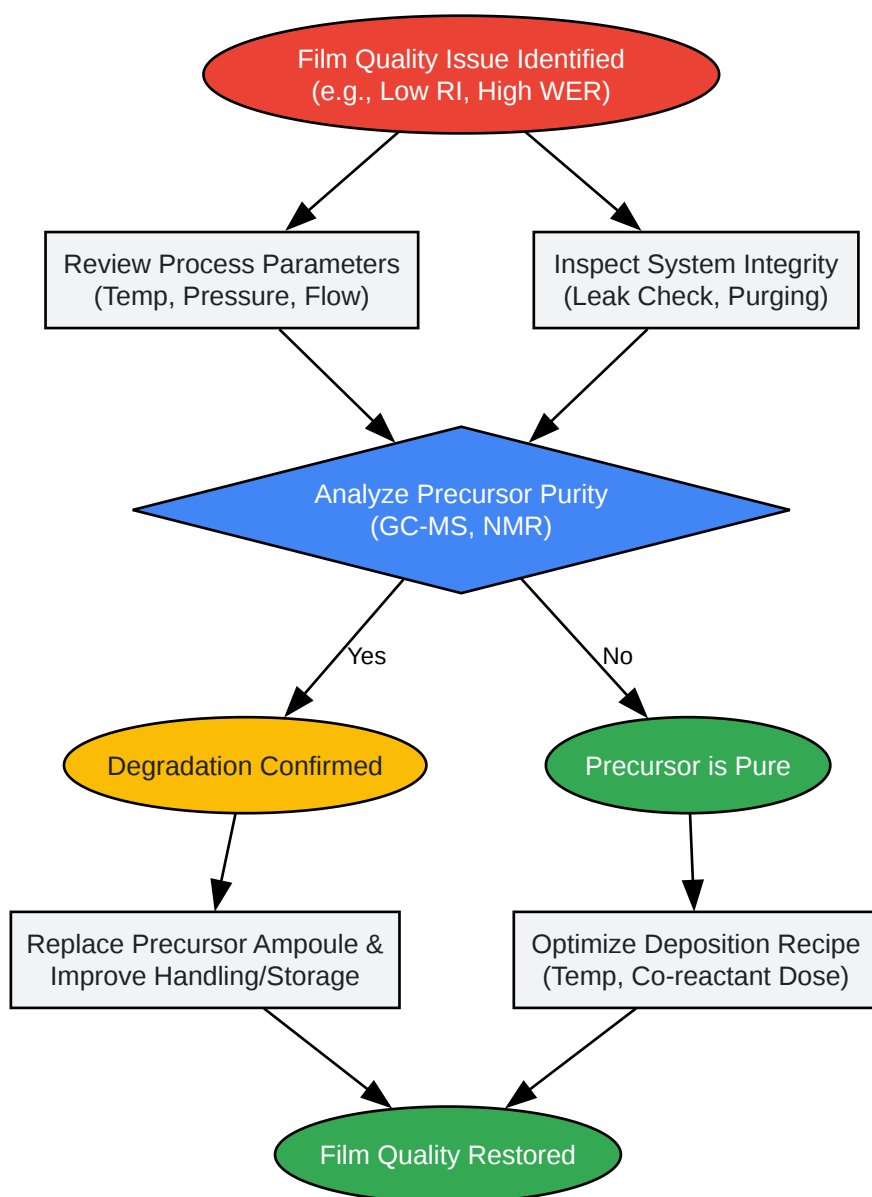 Film Quality Issue Identified
(e.g., Low RI, High WER)
Review Process Parameters
(Temp, Pressure, Flow)
Inspect System Integrity
(Leak Check, Purging)
Analyze Precursor Purity
(GC-MS, NMR)
Yes
No
Degradation Confirmed
Precursor is Pure
Replace Precursor Ampoule &
Improve Handling/Storage
Optimize Deposition Recipe
(Temp, Co-reactant Dose)
Film Quality Restored